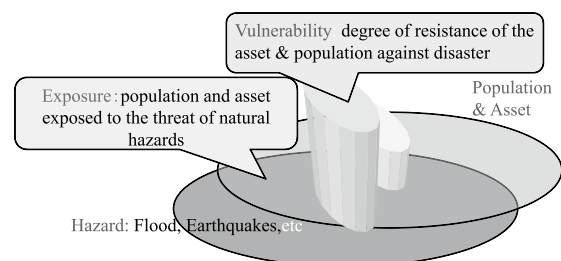 Vulnerability degree of resistance of the
asset & population against disaster
Exposure: population and asset
exposed to the threat of natural
hazards
Population
& Asset
Hazard: Flood, Earthquakes,etc